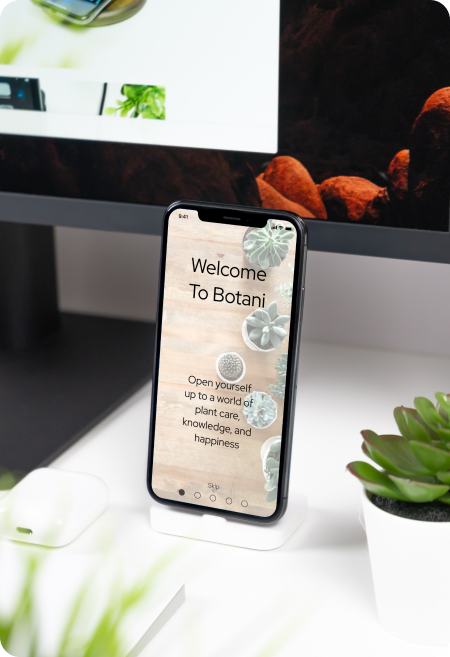 9:41
Welcome
To Botani
Open yourself
up to a world of
plant care,
knowledge, and
happiness
Skip